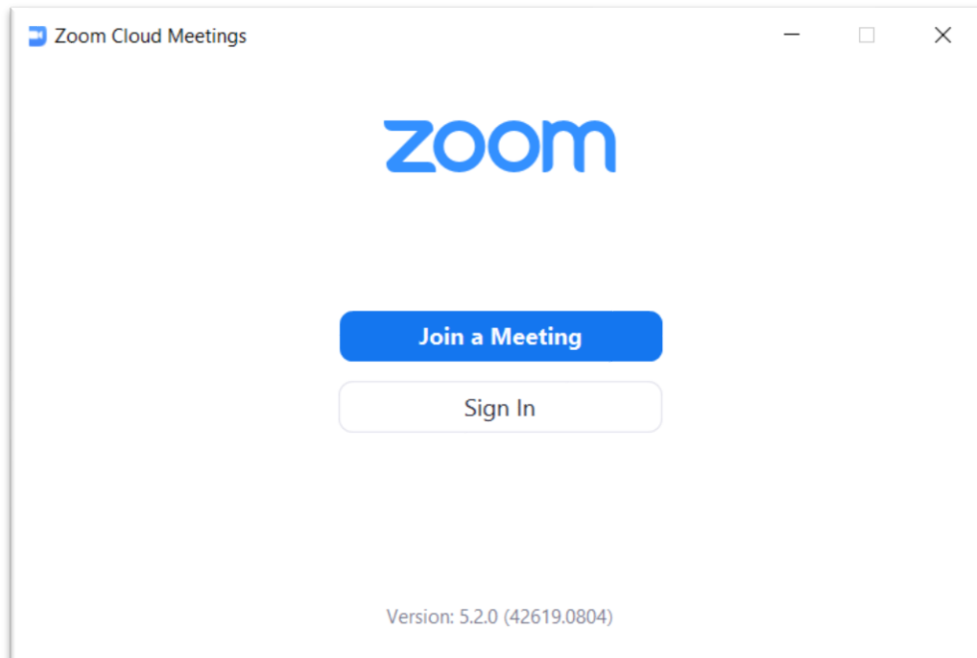 Zoom Cloud Meetings
zoom
Join a Meeting
Sign In
Version: 5.2.0 (42619.0804)